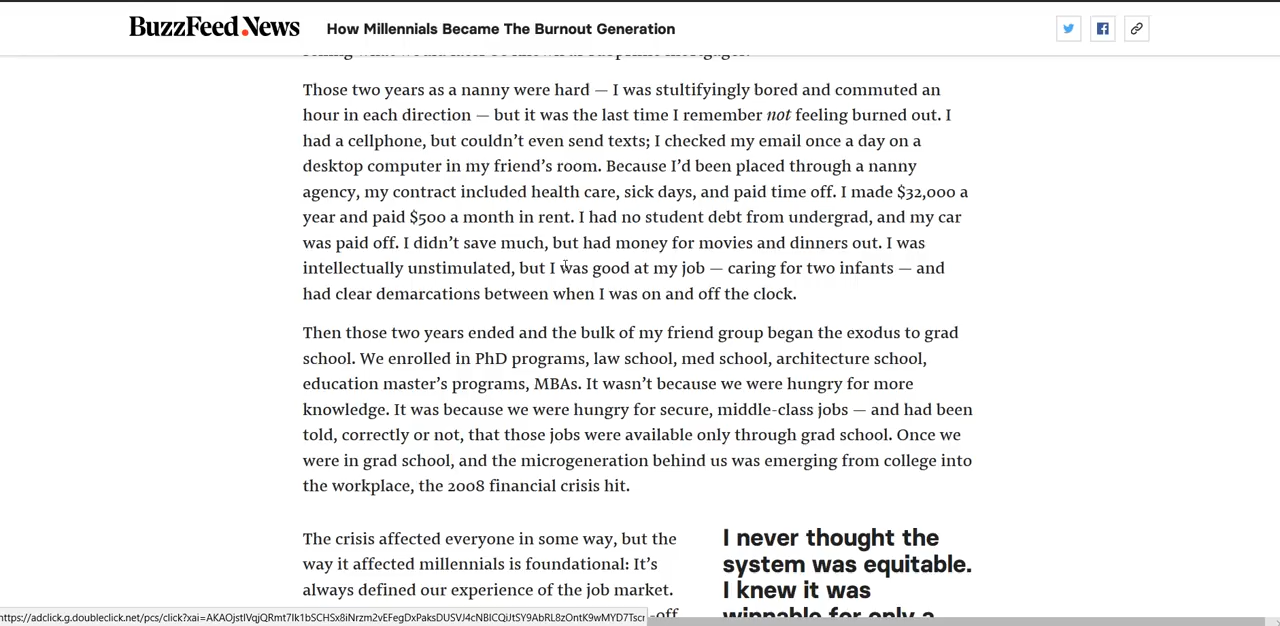 BuzzFeed News
How Millennials Became The Burnout Generation
Those two years as a nanny were hard — I was stultifyingly bored and commuted an
hour in each direction — but it was the last time I remember not feeling burned out. I
had a cellphone, but couldn’t even send texts; I checked my email once a day on a
desktop computer in my friend’s room. Because I’d been placed through a nanny
agency, my contract included health care, sick days, and paid time off. I made $32,000 a
year and paid $500 a month in rent. I had no student debt from undergrad, and my car
was paid off. I didn’t save much, but had money for movies and dinners out. I was
intellectually unstimulated, but I was good at my job — caring for two infants — and
had clear demarcations between when I was on and off the clock.
Then those two years ended and the bulk of my friend group began the exodus to grad
school. We enrolled in PhD programs, law school, med school, architecture school,
education master’s programs, MBAs. It wasn’t because we were hungry for more
knowledge. It was because we were hungry for secure, middle-class jobs — and had been
told, correctly or not, that those jobs were available only through grad school. Once we
were in grad school, and the microgeneration behind us was emerging from college into
the workplace, the 2008 financial crisis hit.
The crisis affected everyone in some way, but the
way it affected millennials is foundational: It’s
always defined our experience of the job market.
-off
I never thought the
system was equitable.
I knew it was
winnable for only a